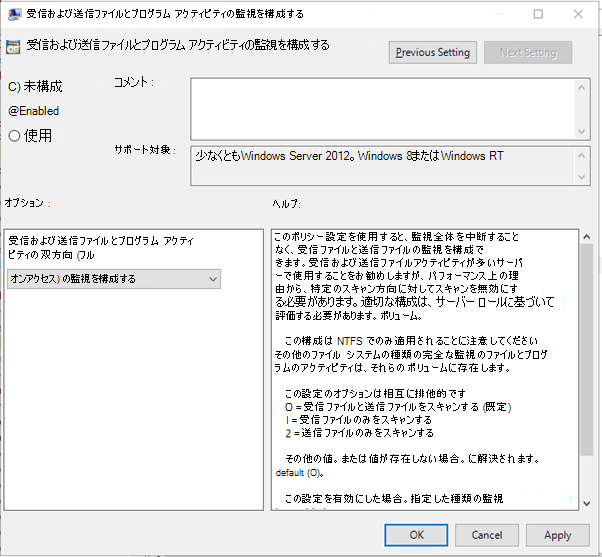 受信および送信ファイルとプログラム アクティビティの監視を構成する
受信および送信ファイルとプログラム アクティビティの監視を構成する
Previous Setting
Next Setting
C) 未構成
コメント :
@Enabled
使用
サポート対象 :
少なくともWindows Server 2012。Windows 8またはWindows RT
オプション :
ヘルプ:
受信および送信ファイルとプログラム アクティ
ビティの双方向 (フル
オンアクセス) の監視を構成する
このポリシー設定を使用すると、監視全体を中断すること
なく、受信ファイルと送信ファイルの監視を構成で
きます。受信および送信ファイルアクティビティが多いサーバ
ーで使用することをお勧めしますが、パフォーマンス上の理
由から、特定のスキャン方向に対してスキャンを無効にす
る必要があります。適切な構成は、サーバー ロールに基づいて
評価する必要があります。ボリューム。
この構成は NTFS でのみ適用されることに注意してください
その他のファイル システムの種類の完全な監視のファイルとプログ
ラムのアクティビティは、それらの ボリュームに存在します。
この設定のオプションは相互に排他的です
O = 受信ファイルと送信ファイルをスキャンする (既定)
I = 受信ファイルのみをスキャンする
2 = 送信ファイルのみをスキャンする
その他の値。または値が存在しない場合。に解決されます。
default (O)。
この設定を有効にした場合。指定した種類の監視
OK
Cancel
Apply